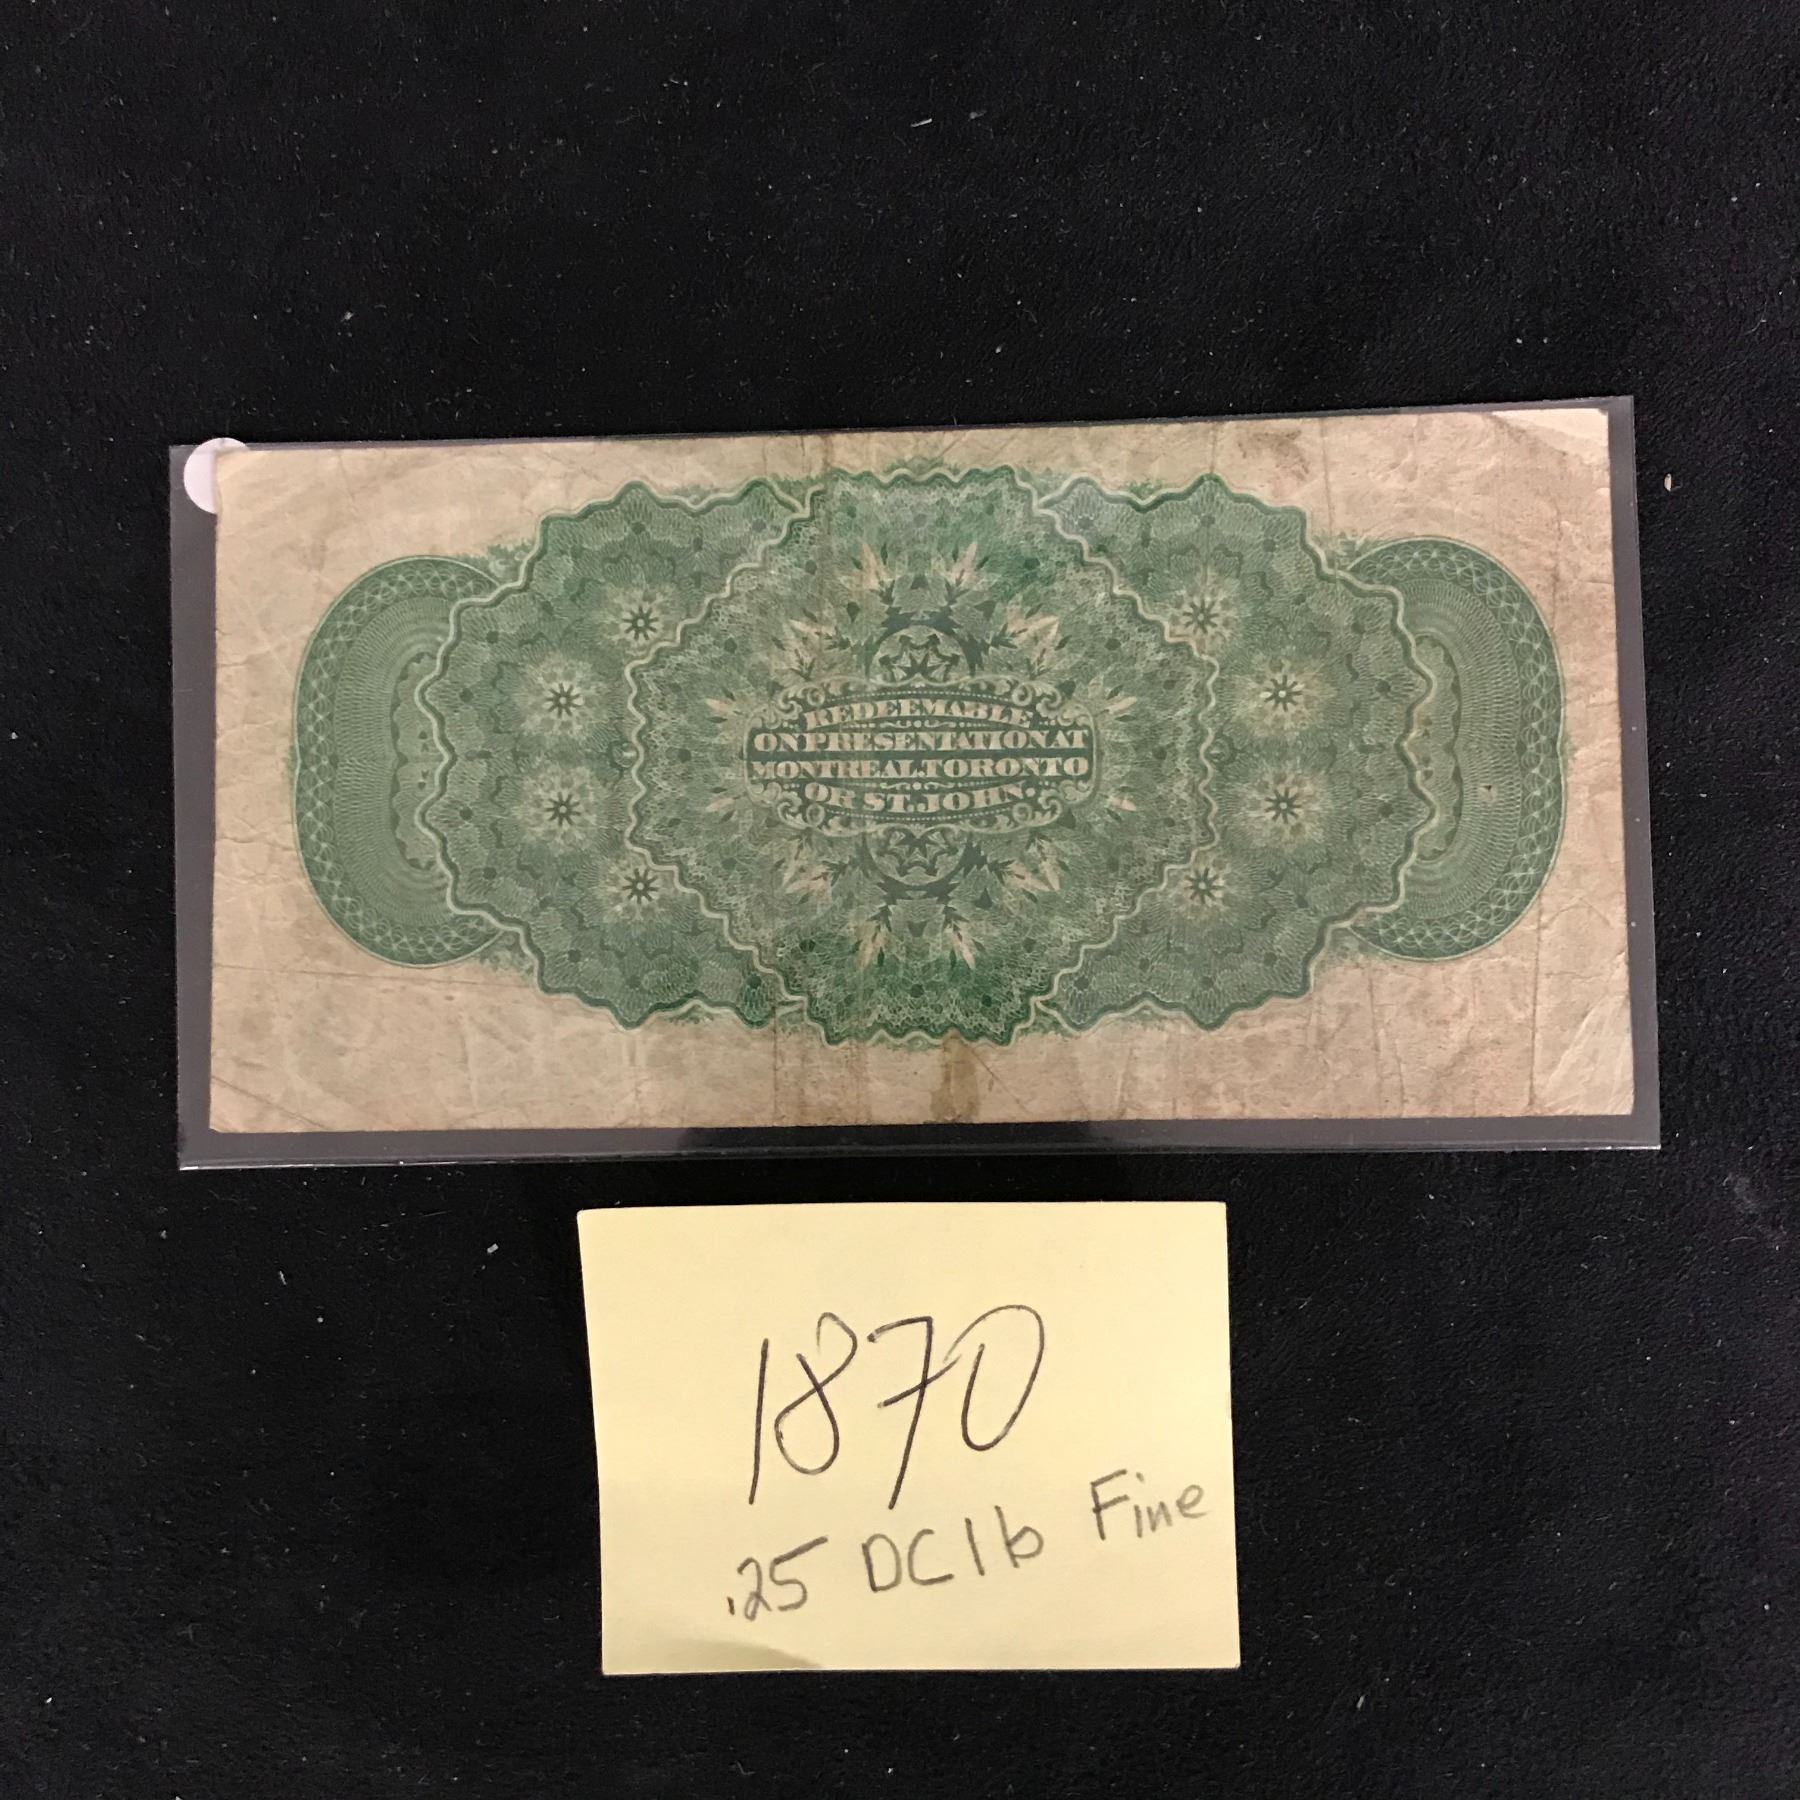 REDEEMABLE
ON PRESENTATION AT
MONTREAL.TORONTO
OR ST. JOHN.
1870
.25 DC1b Fine